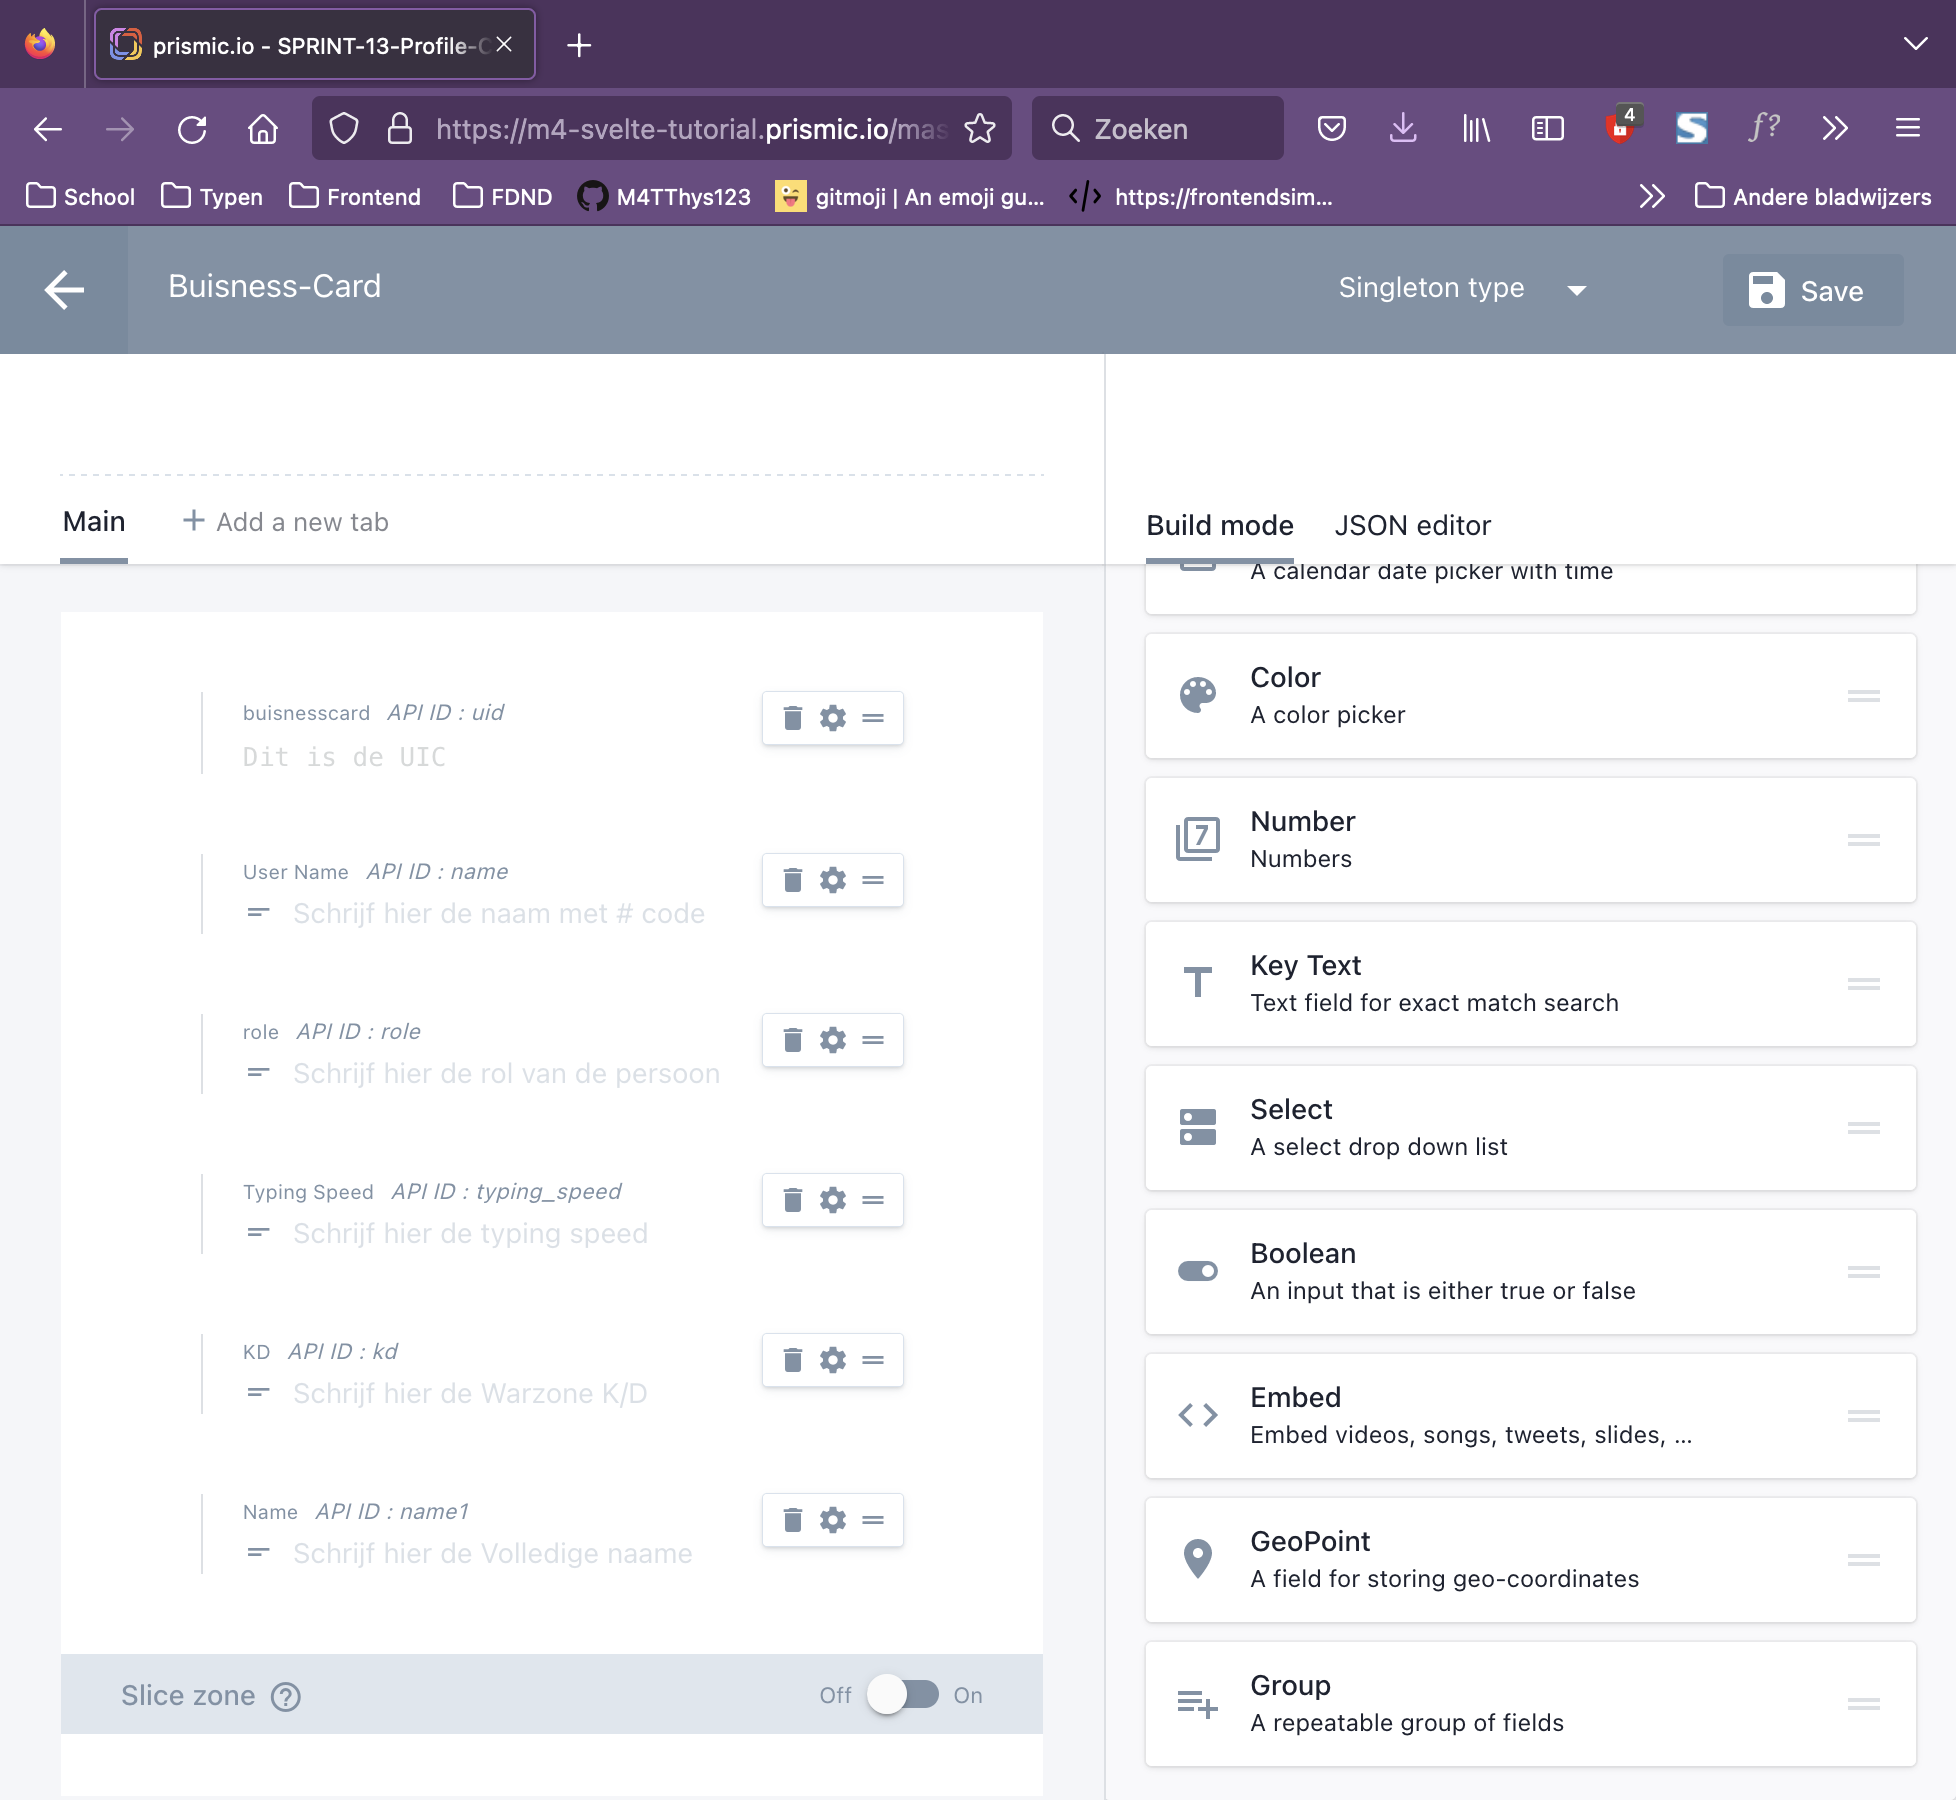 prismic.io - SPRINT-13-Profile-C
https://m4-svelte-tutorial.prismic.io/mas
Zoeken
4
f?
School
Typen
Frontend
FDND
M4TThys123
gitmoji | An emoji gu...
https://frontendsim...
Andere bladwijzers
Buisness-Card
Singleton type
Save
Main
+ Add a new tab
Build mode
JSON editor
buisnesscard API ID : uid
Dit is de UIC
User Name API ID : name
Schrijf hier de naam met # code
role API ID : role
Schrijf hier de rol van de persoon
Typing Speed API ID : typing_speed
Schrijf hier de typing speed
KD API ID : kd
Schrijf hier de Warzone K/D
Name API ID : name1
Schrijf hier de Volledige naame
Slice zone ?
Off
On
A calendar date picker with time
Color
A color picker
7
Number
Numbers
Key Text
Text field for exact match search
Select
A select drop down list
Boolean
An input that is either true or false
Embed
Embed videos, songs, tweets, slides, ...
GeoPoint
A field for storing geo-coordinates
Group
A repeatable group of fields